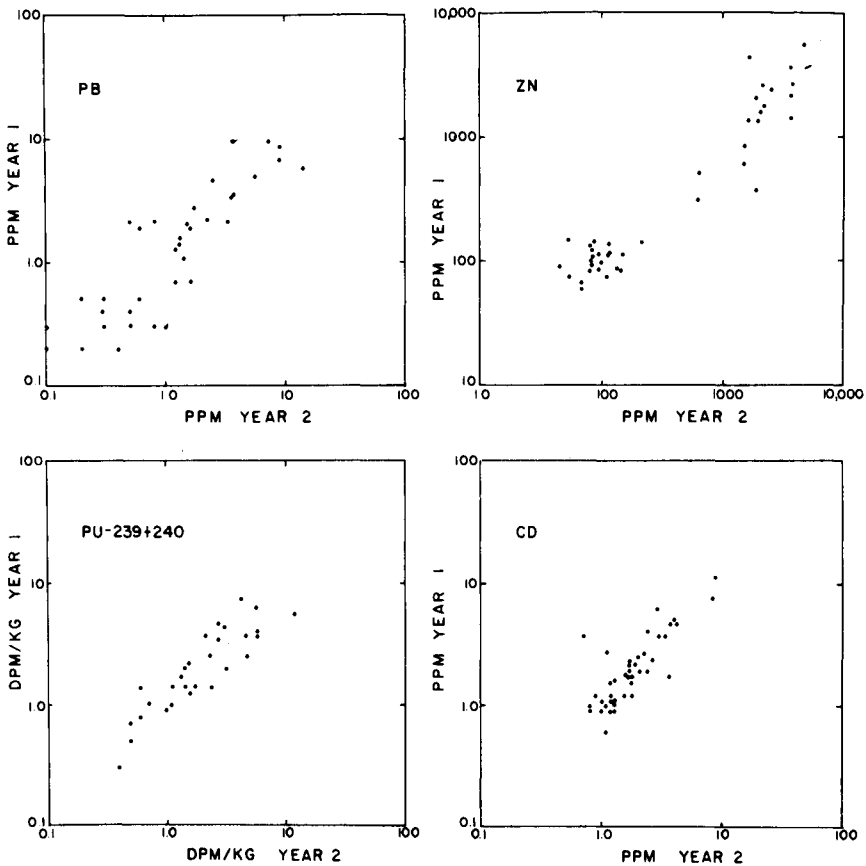 PB
100
10
1.0
0.1
PPM YEAR 1
0.1
1.0
10
100
PPM YEAR 2
ZN
10,000
1000
100
10
PPM YEAR 1
10
100
1000
10,000
PPM YEAR 2
PU-239+240
100
10
1.0
0.1
DPM/KG YEAR 1
0.1
1.0
10
100
DPM/KG YEAR 2
CD
100
10
1.0
0.1
PPM YEAR 1
0.1
1.0
10
100
PPM YEAR 2